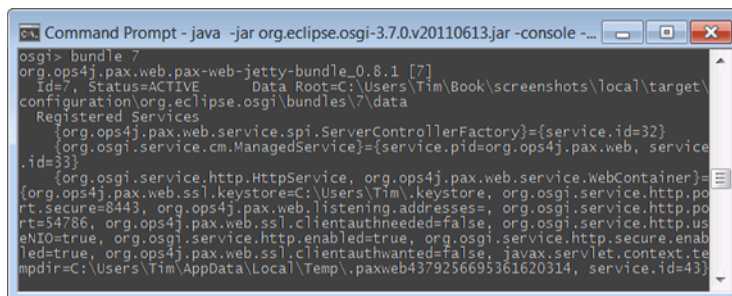 Command Prompt - java -jar org.eclipse.osgi-3.7.0.v20110613.jar -console -...
osgi> bundle 7
org.ops4j.pax.web.pax-web-jetty-bundle_0.8.1 [7]
  Id=7, Status=ACTIVE      Data Root=C:\Users\Tim\Book\screenshots\local\target\
configuration\org.eclipse.osgi\bundles\7\data
  Registered Services
    {org.ops4j.pax.web.service.spi.ServerControllerFactory}={service.id=32}
    {org.osgi.service.cm.ManagedService}={service.pid=org.ops4j.pax.web, service
.id=33}
    {org.osgi.service.http.HttpService, org.ops4j.pax.web.service.WebContainer}=
{org.ops4j.pax.web.ssl.keystore=C:\Users\Tim\.keystore, org.osgi.service.http.po
rt.secure=8443, org.ops4j.pax.web.listening.addresses=, org.osgi.service.http.po
rt=54786, org.ops4j.pax.web.ssl.clientauthneeded=false, org.osgi.service.http.us
eNIO=true, org.osgi.service.http.enabled=true, org.osgi.service.http.secure.enab
led=true, org.ops4j.pax.web.ssl.clientauthwanted=false, javax.servlet.context.te
mpdir=C:\Users\Tim\AppData\Local\Temp\.paxweb4379256695361620314, service.id=43}